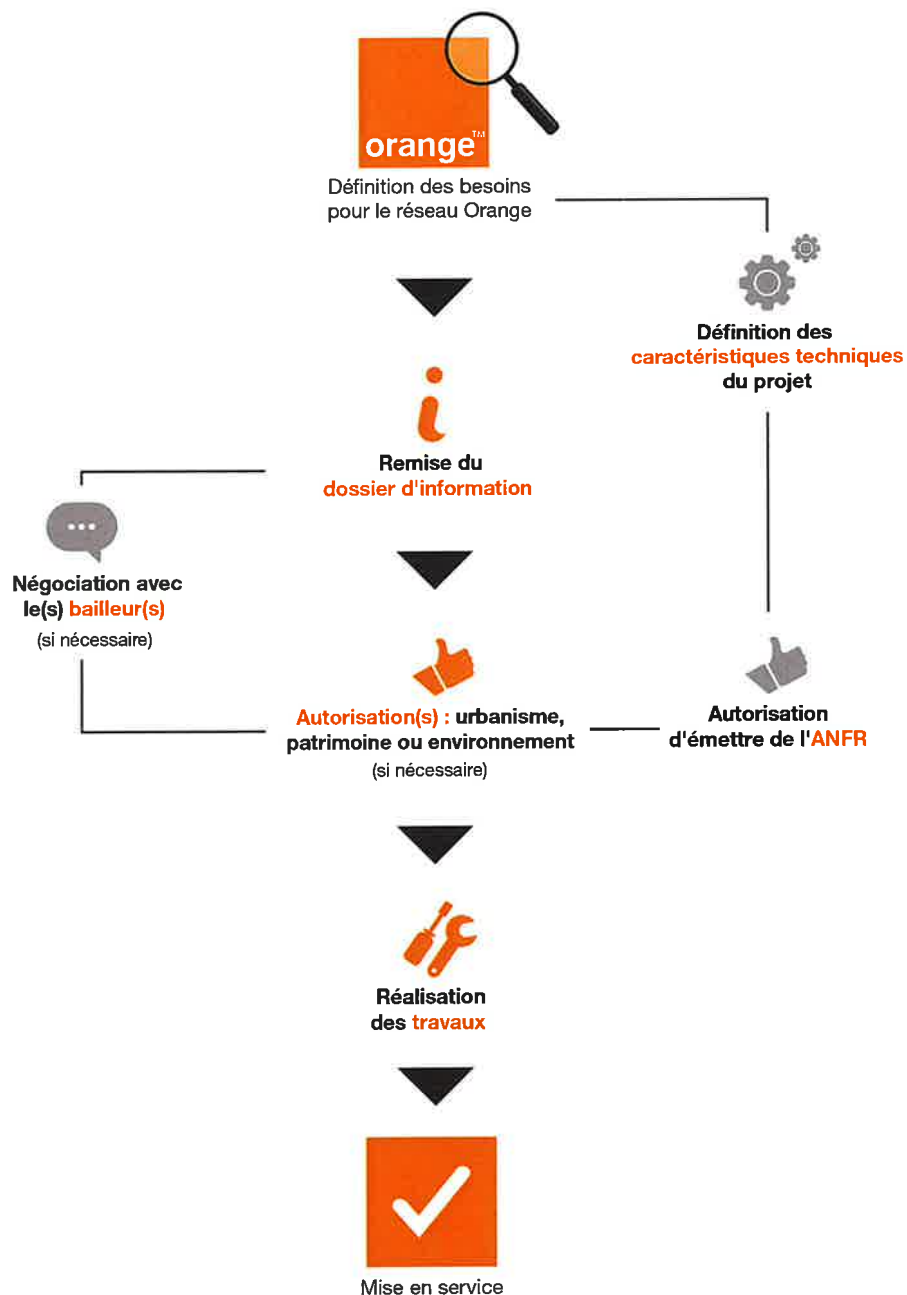 orange™
Définition des besoins
pour le réseau Orange
Définition des
caractéristiques techniques
du projet
Remise du
dossier d'information
Négociation avec
le(s) bailleur(s)
(si nécessaire)
Autorisation(s) : urbanisme,
patrimoine ou environnement
(si nécessaire)
Autorisation
d'émettre de l'ANFR
Réalisation
des travaux
Mise en service